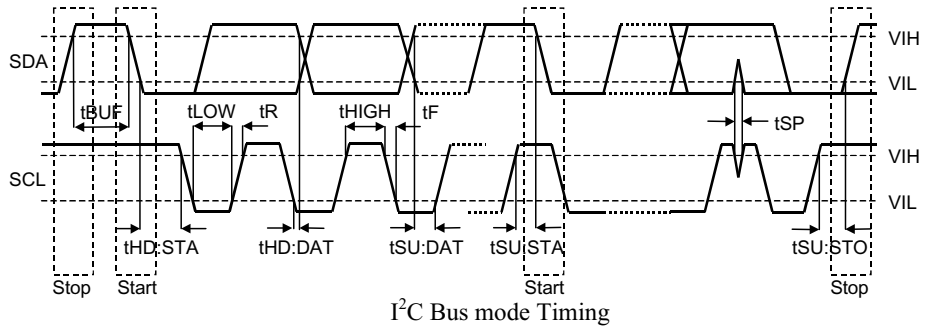 VIH
SDA
VIL
tBUF tLOW tR tHIGH tF tSP
VIH
SCL
VIL
tHD:STA tHD:DAT tSU:DAT tSU:STA tSU:STO
Stop Start Start Stop
I²C Bus mode Timing